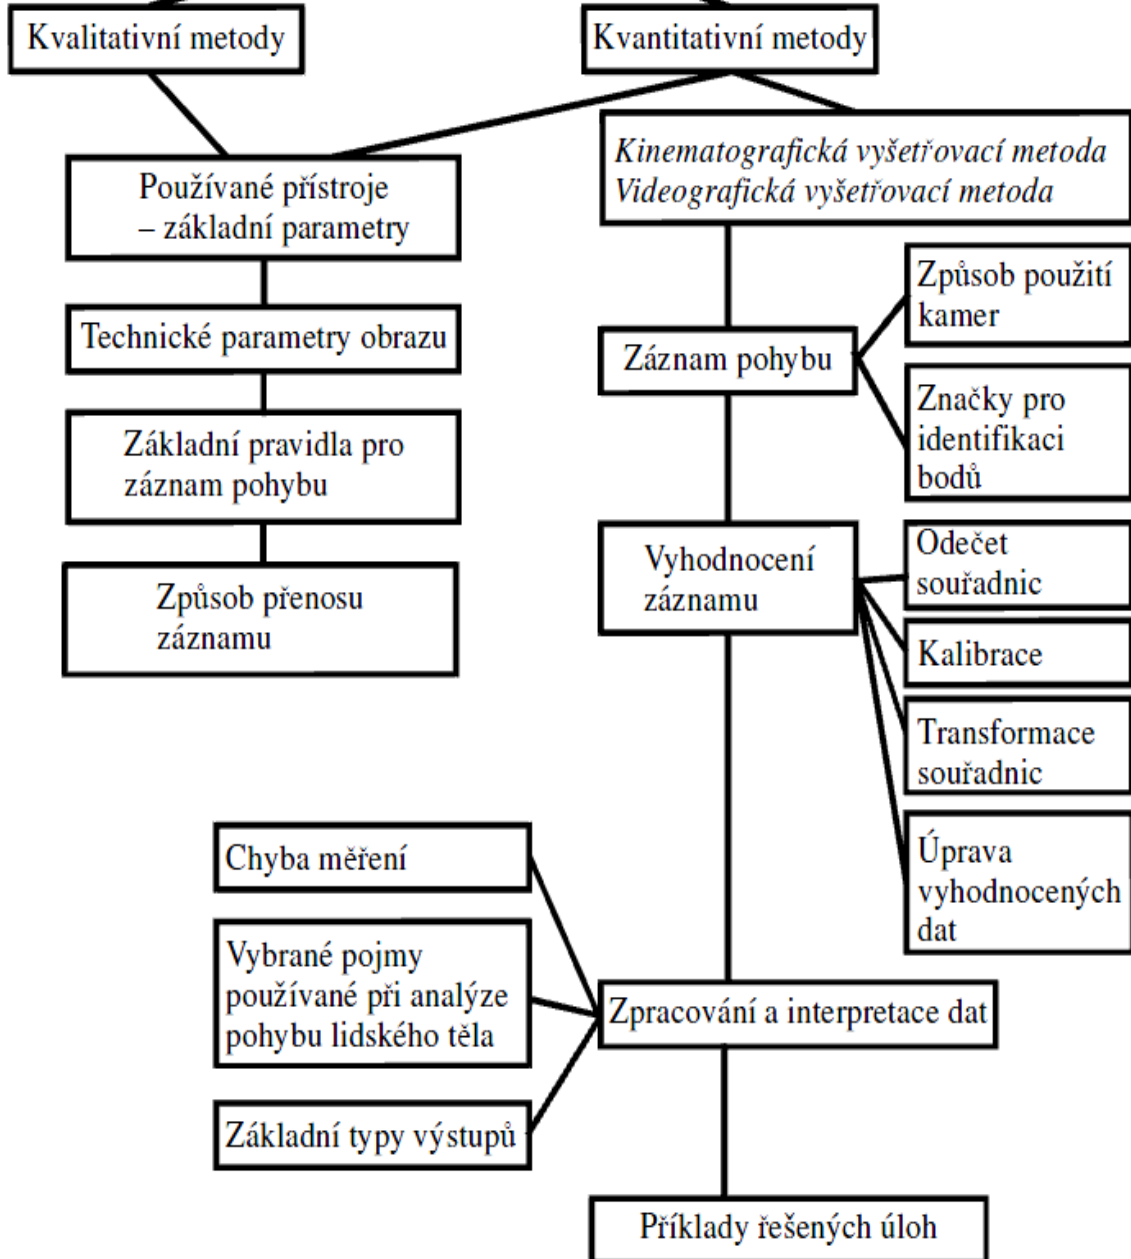 Kvalitativní metody
Kvantitativní metody
Používané přístroje
– základní parametry
Kinematografická vyšetřovací metoda
Videografická vyšetřovací metoda
Technické parametry obrazu
Základní pravidla pro
záznam pohybu
Způsob přenosu
záznamu
Záznam pohybu
Způsob použití
kamer
Značky pro
identifikaci
bodů
Vyhodnocení
záznamu
Odečet
souřadnic
Kalibrace
Transformace
souřadnic
Úprava
vyhodnocených
dat
Chyba měření
Vybrané pojmy
používané při analýze
pohybu lidského těla
Základní typy výstupů
Zpracování a interpretace dat
Příklady řešených úloh